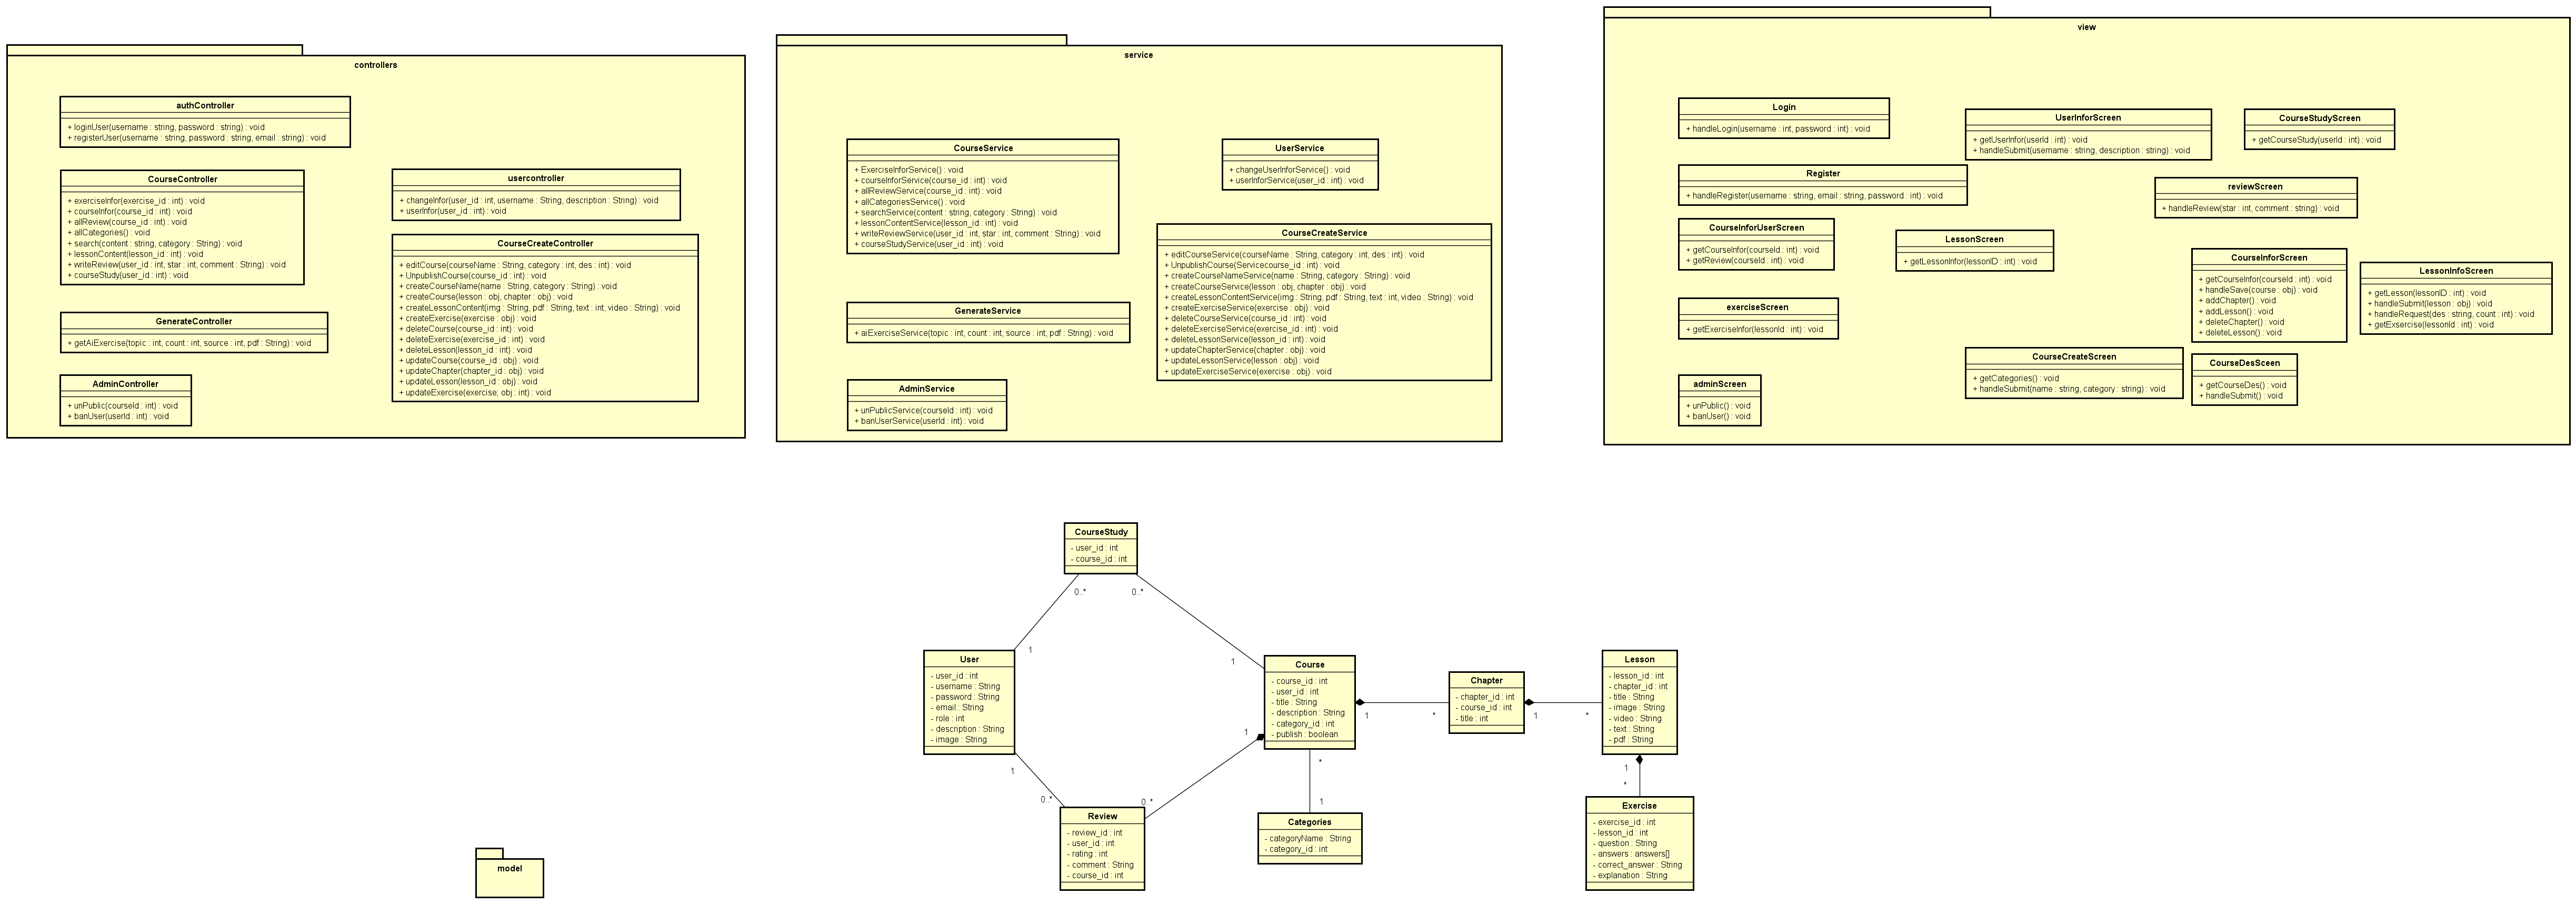 controllers
authController
+ loginUser(username : string, password : string) : void
+ registerUser(username : string, password : string, email : string) : void
CourseController
+ exerciseInfor(exercise_id : int) : void
+ courseInfor(course_id : int) : void
+ allReview(course_id : int) : void
+ allCategories() : void
+ search(content : string, category : String) : void
+ lessonContent(lesson_id : int) : void
+ writeReview(user_id : int, star : int, comment : String) : void
+ courseStudy(user_id : int) : void
GenerateController
+ getAiExercise(topic : int, count : int, source : int, pdf : String) : void
AdminController
+ unPublic(courseId : int) : void
+ banUser(userId : int) : void
usercontroller
+ changeInfor(user_id : int, username : String, description : String) : void
+ userInfor(user_id : int) : void
CourseCreateController
+ editCourse(courseName : String, category : int, des : int) : void
+ UnpublishCourse(course_id : int) : void
+ createCourseName(name : String, category : String) : void
+ createCourse(lesson : obj, chapter : obj) : void
+ createLessonContent(img : String, pdf : String, text : int, video : String) : void
+ createExercise(exercise : obj) : void
+ deleteCourse(course_id : int) : void
+ deleteExercise(exercise_id : int) : void
+ deleteLesson(lesson_id : int) : void
+ updateCourse(course_id : obj) : void
+ updateChapter(chapter_id : obj) : void
+ updateLesson(lesson_id : obj) : void
+ updateExercise(exercise; obj : int) : void
service
CourseService
+ ExerciseInforService() : void
+ courseInforService(course_id : int) : void
+ allReviewService(course_id : int) : void
+ allCategoriesService() : void
+ searchService(content : string, category : String) : void
+ lessonContentService(lesson_id : int) : void
+ writeReviewService(user_id : int, star : int, comment : String) : void
+ courseStudyService(user_id : int) : void
GenerateService
+ aiExerciseService(topic : int, count : int, source : int, pdf : String) : void
AdminService
+ unPublicService(courseId : int) : void
+ banUserService(userId : int) : void
UserService
+ changeUserInforService() : void
+ userInforService(user_id : int) : void
CourseCreateService
+ editCourseService(courseName : String, category : int, des : int) : void
+ UnpublishCourse(Servicecourse_id : int) : void
+ createCourseNameService(name : String, category : String) : void
+ createCourseService(lesson : obj, chapter : obj) : void
+ createLessonContentService(img : String, pdf : String, text : int, video : String) : void
+ createExerciseService(exercise : obj) : void
+ deleteCourseService(course_id : int) : void
+ deleteExerciseService(exercise_id : int) : void
+ deleteLessonService(lesson_id : int) : void
+ updateChapterService(chapter : obj) : void
+ updateLessonService(lesson : obj) : void
+ updateExerciseService(exercise : obj) : void
view
Login
+ handleLogin(username : int, password : int) : void
Register
+ handleRegister(username : string, email : string, password : int) : void
CourseInforUserScreen
+ getCourseInfor(courseId : int) : void
+ getReview(courseId : int) : void
exerciseScreen
+ getExerciseInfor(lessonId : int) : void
adminScreen
+ unPublic() : void
+ banUser() : void
UserInforScreen
+ getUserInfor(userId : int) : void
+ handleSubmit(username : string, description : string) : void
LessonScreen
+ getLessonInfor(lessonID : int) : void
CourseCreateScreen
+ getCategories() : void
+ handleSubmit(name : string, category : string) : void
CourseStudyScreen
+ getCourseStudy(userId : int) : void
reviewScreen
+ handleReview(star : int, comment : string) : void
CourseInforScreen
+ getCourseInfor(courseId : int) : void
+ handleSave(course : obj) : void
+ addChapter() : void
+ addLesson() : void
+ deleteChapter() : void
+ deleteLesson() : void
CourseDesSceen
+ getCourseDes() : void
+ handleSubmit() : void
LessonInfoScreen
+ getLesson(lessonID : int) : void
+ handleSubmit(lesson : obj) : void
+ handleRequest(des : string, count : int) : void
+ getExsercise(lessonId : int) : void
CourseStudy
- user_id : int
- course_id : int
0..*
0..*
1
1
User
- user_id : int
- username : String
- password : String
- email : String
- role : int
- description : String
- image : String
1
0..*
Course
- course_id : int
- user_id : int
- title : String
- description : String
- category_id : int
- publish : boolean
1
0..*
1
*
Chapter
- chapter_id : int
- course_id : int
- title : int
1
*
Lesson
- lesson_id : int
- chapter_id : int
- title : String
- image : String
- video : String
- text : String
- pdf : String
1
*
*
1
Review
- review_id : int
- user_id : int
- rating : int
- comment : String
- course_id : int
Categories
- categoryName : String
- category_id : int
Exercise
- exercise_id : int
- lesson_id : int
- question : String
- answers : answers[]
- correct_answer : String
- explanation : String
model